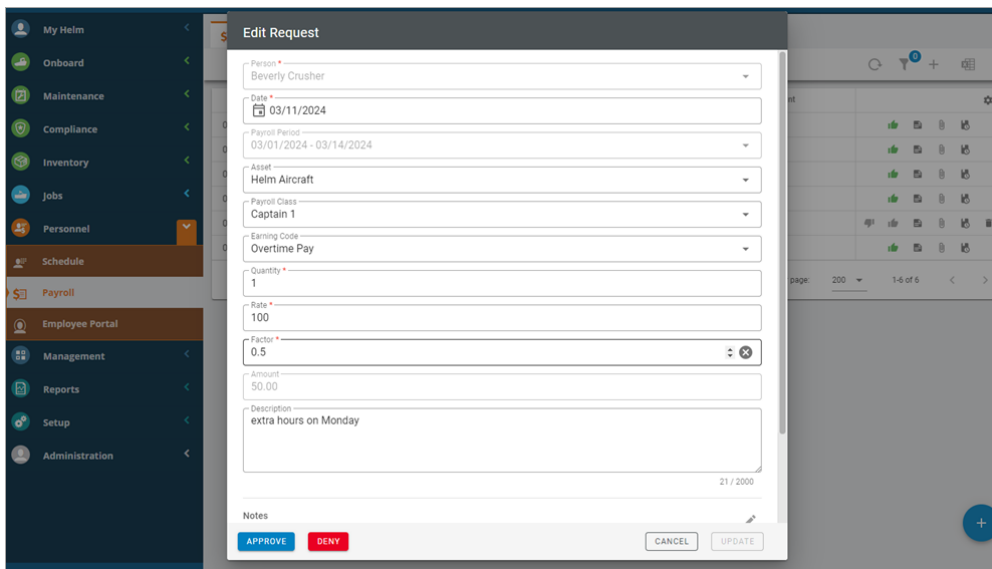 My Helm
Onboard
Maintenance
Compliance
Inventory
Jobs
Personnel
Schedule
Payroll
Employee Portal
Management
Reports
Setup
Administration
Edit Request
Person *
Beverly Crusher
Date *
03/11/2024
Payroll Period
03/01/2024 - 03/14/2024
Asset
Helm Aircraft
Payroll Class
Captain 1
Earning Code
Overtime Pay
Quantity *
1
Rate *
100
Factor *
0.5
Amount
50.00
Description
extra hours on Monday
21 / 2000
Notes
APPROVE DENY CANCEL UPDATE
0
nt
page: 200 1-6 of 6